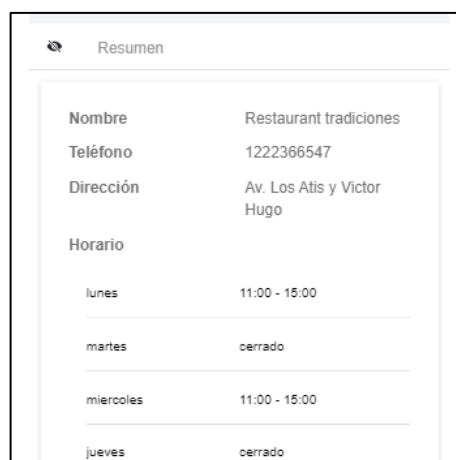 Resumen
Nombre Restaurant tradiciones
Teléfono 1222366547
Dirección Av. Los Atis y Victor
Hugo
Horario
lunes 11:00 - 15:00
martes cerrado
miercoles 11:00 - 15:00
jueves cerrado